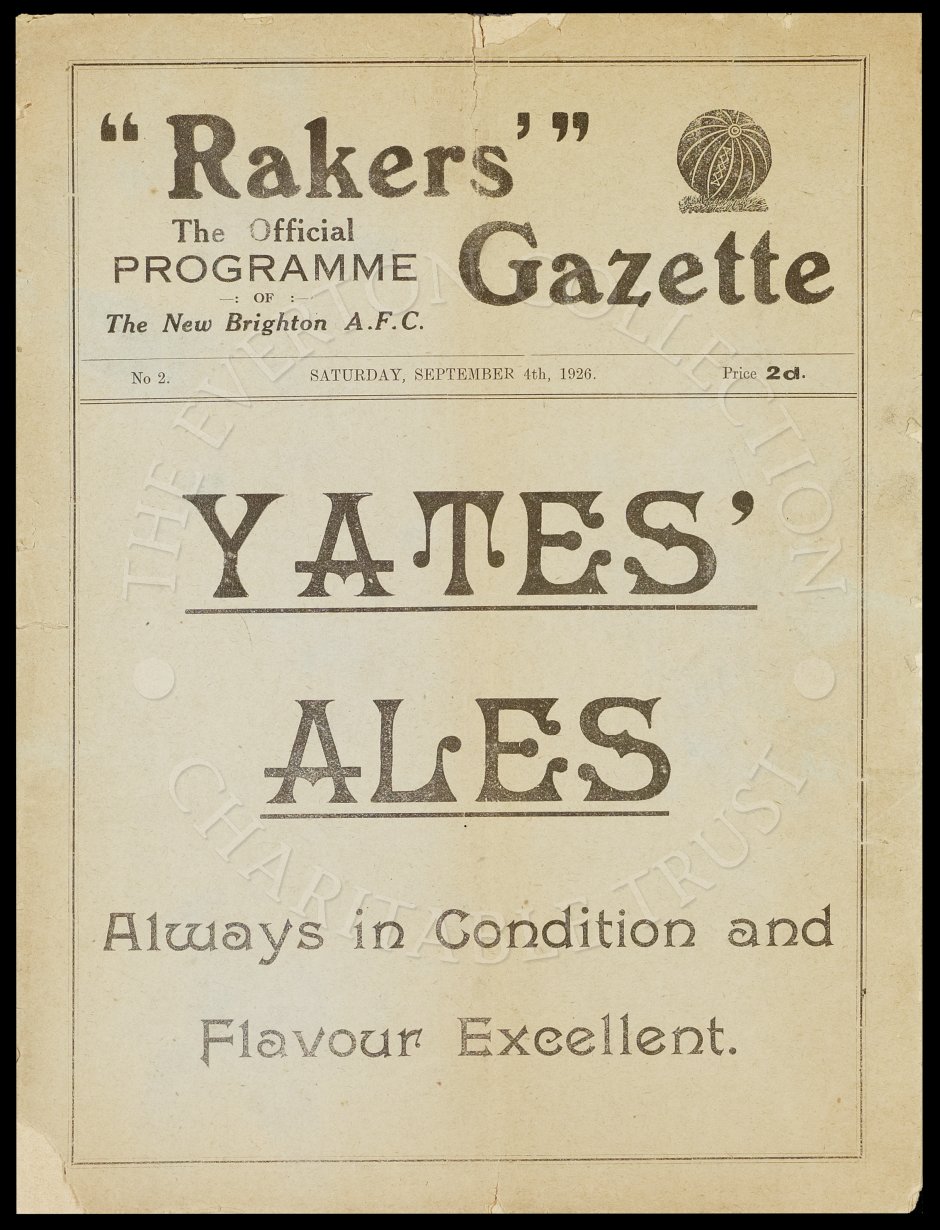 "Rakers'"
The Official
PROGRAMME
—: OF :—
The New Brighton A.F.C.
Gazette
No 2.
SATURDAY, SEPTEMBER 4th, 1926.
Price 2d.
YATES'
ALES
Always in Condition and
Flavour Excellent.
THE EVERTON COLLECTION
CHARITABLE TRUST